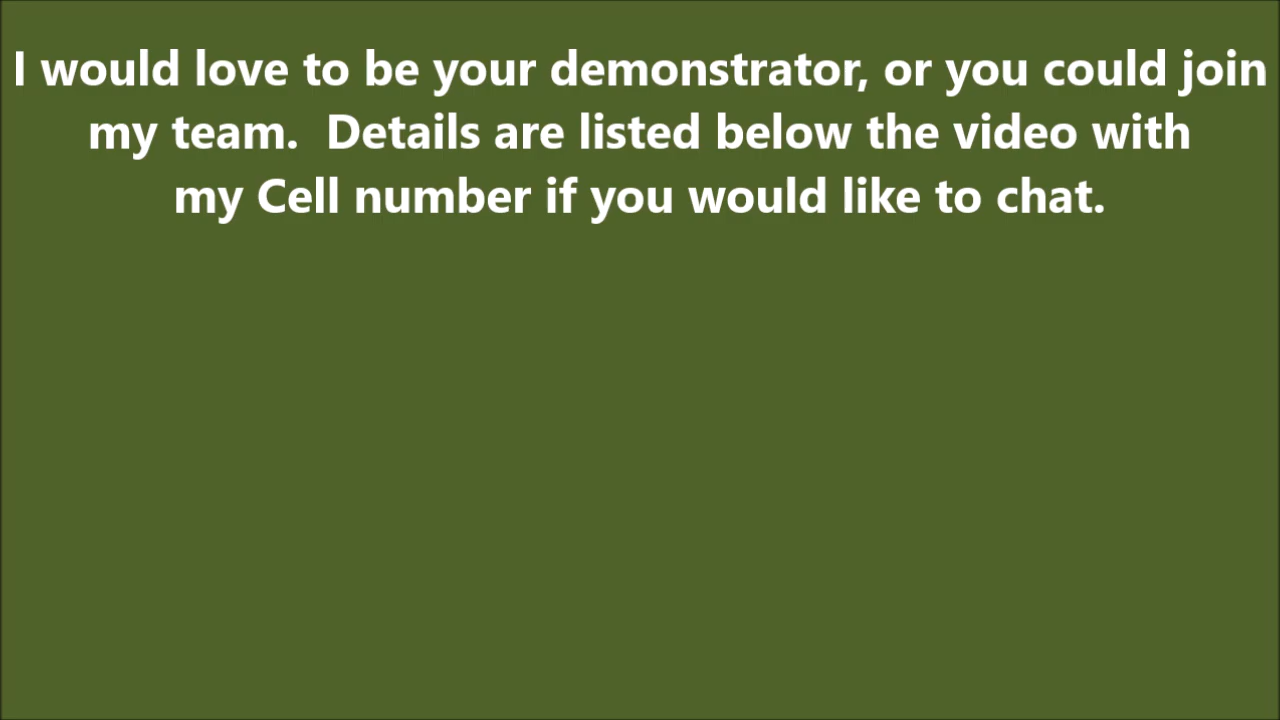 I would love to be your demonstrator, or you could join
my team.  Details are listed below the video with
my Cell number if you would like to chat.